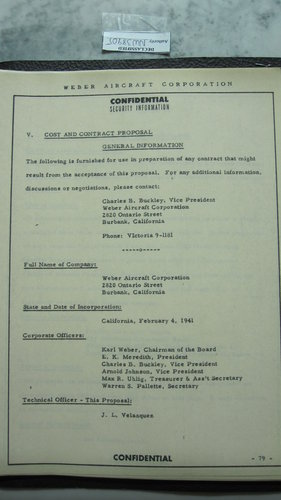 DECLASSIFIED
Authority
WEBER AIRCRAFT CORPORATION
CONFIDENTIAL
SECURITY INFORMATION
V. COST AND CONTRACT PROPOSAL
GENERAL INFORMATION
The following is furnished for use in preparation of any contract that might
result from the acceptance of this proposal. For any additional information,
discussions or negotiations, please contact:
Charles B. Buckley, Vice President
Weber Aircraft Corporation
2820 Ontario Street
Burbank, California
Phone: VIctoria 9-1181
Full Name of Company:
Weber Aircraft Corporation
2820 Ontario Street
Burbank, California
State and Date of Incorporation:
California, February 4, 1941
Corporate Officers:
Karl Weber, Chairman of the Board
E. K. Meredith, President
Charles B. Buckley, Vice President
Arnold Johnson, Vice President
Max R. Uhlig, Treasurer & Ass't Secretary
Warren S. Pallette, Secretary
Technical Officer - This Proposal:
J. L. Velazquez
CONFIDENTIAL
- 79 -